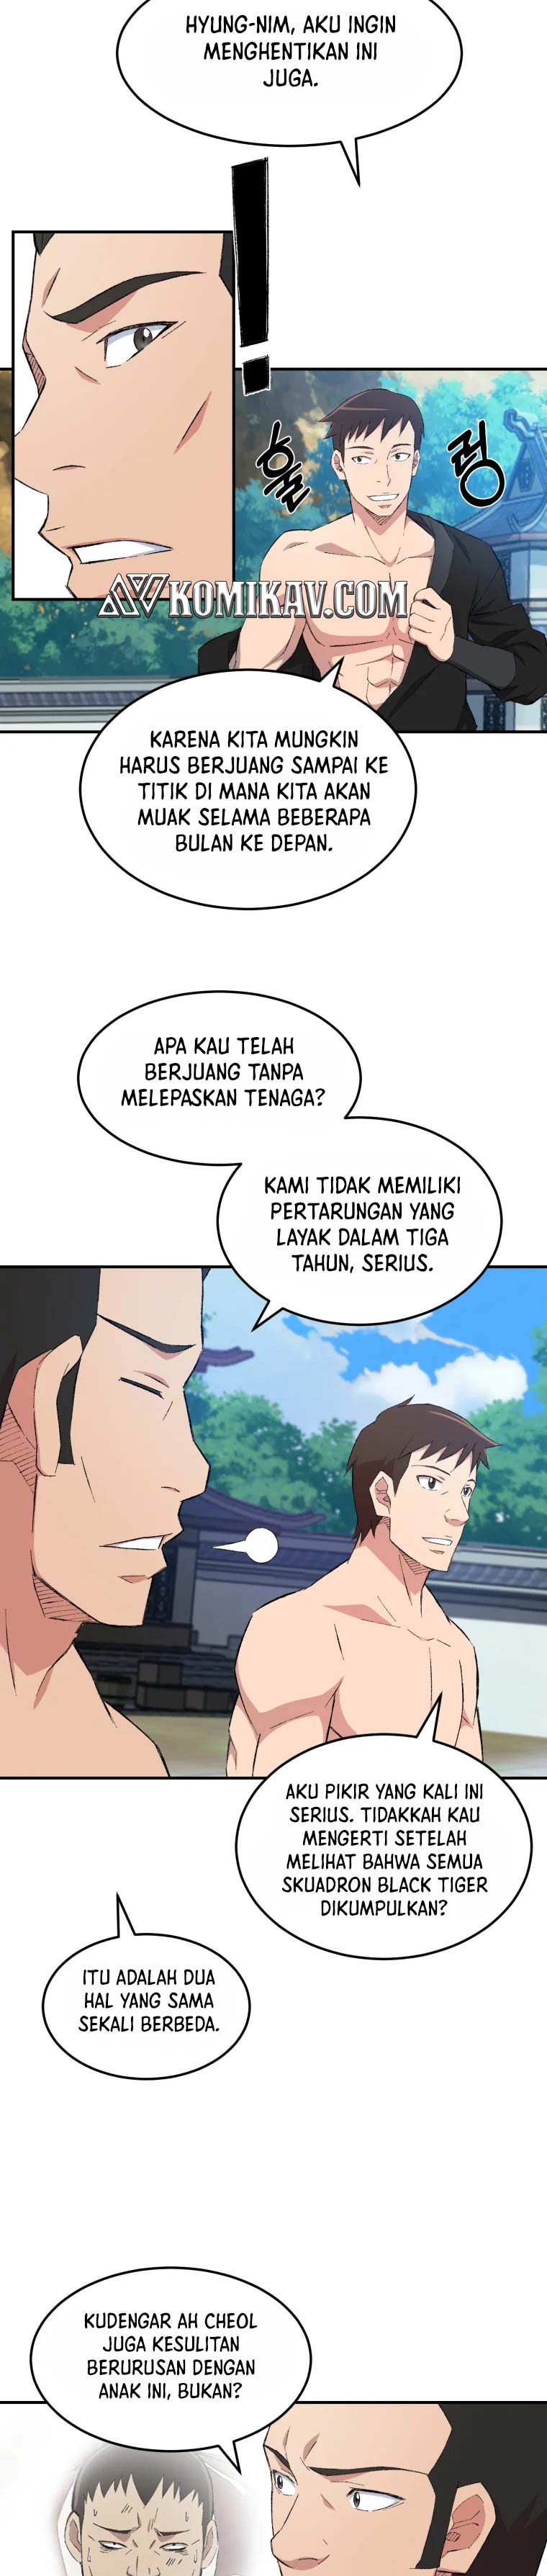 HYUNG-NIM, AKU INGIN
MENGHENTIKAN INI
JUGA.
!
훌
렁
KOMIKAV.COM
KARENA KITA MUNGKIN
HARUS BERJUANG SAMPAI KE
TITIK DI MANA KITA AKAN
MUAK SELAMA BEBERAPA
BULAN KE DEPAN.
APA KAU TELAH
BERJUANG TANPA
MELEPASKAN TENAGA?
KAMI TIDAK MEMILIKI
PERTARUNGAN YANG
LAYAK DALAM TIGA
TAHUN, SERIUS.
AKU PIKIR YANG KALI INI
SERIUS. TIDAKKAH KAU
MENGERTI SETELAH
MELIHAT BAHWA SEMUA
SKUADRON BLACK TIGER
DIKUMPULKAN?
ITU ADALAH DUA
HAL YANG SAMA
SEKALI BERBEDA.
KUDENGAR AH CHEOL
JUGA KESULITAN
BERURUSAN DENGAN
ANAK INI, BUKAN?